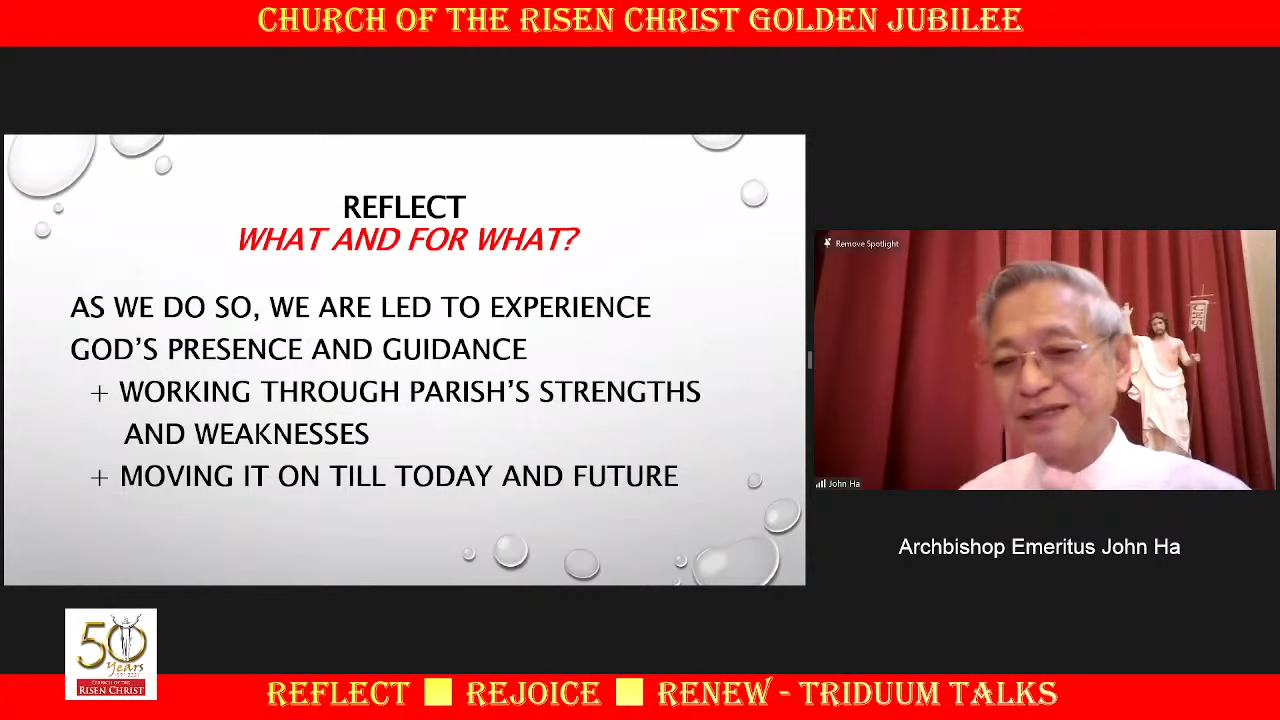 CHURCH OF THE RISEN CHRIST GOLDEN JUBILEE
REFLECT
WHAT AND FOR WHAT?
AS WE DO SO, WE ARE LED TO EXPERIENCE
GOD'S PRESENCE AND GUIDANCE
+ WORKING THROUGH PARISH'S STRENGTHS
AND WEAKNESSES
+ MOVING IT ON TILL TODAY AND FUTURE
Remove Spotlight
IHS
John Ha
Archbishop Emeritus John Ha
50
Years
CHURCH OF THE
RISEN CHRIST
REFLECT REJOICE RENEW - TRIDUUM TALKS